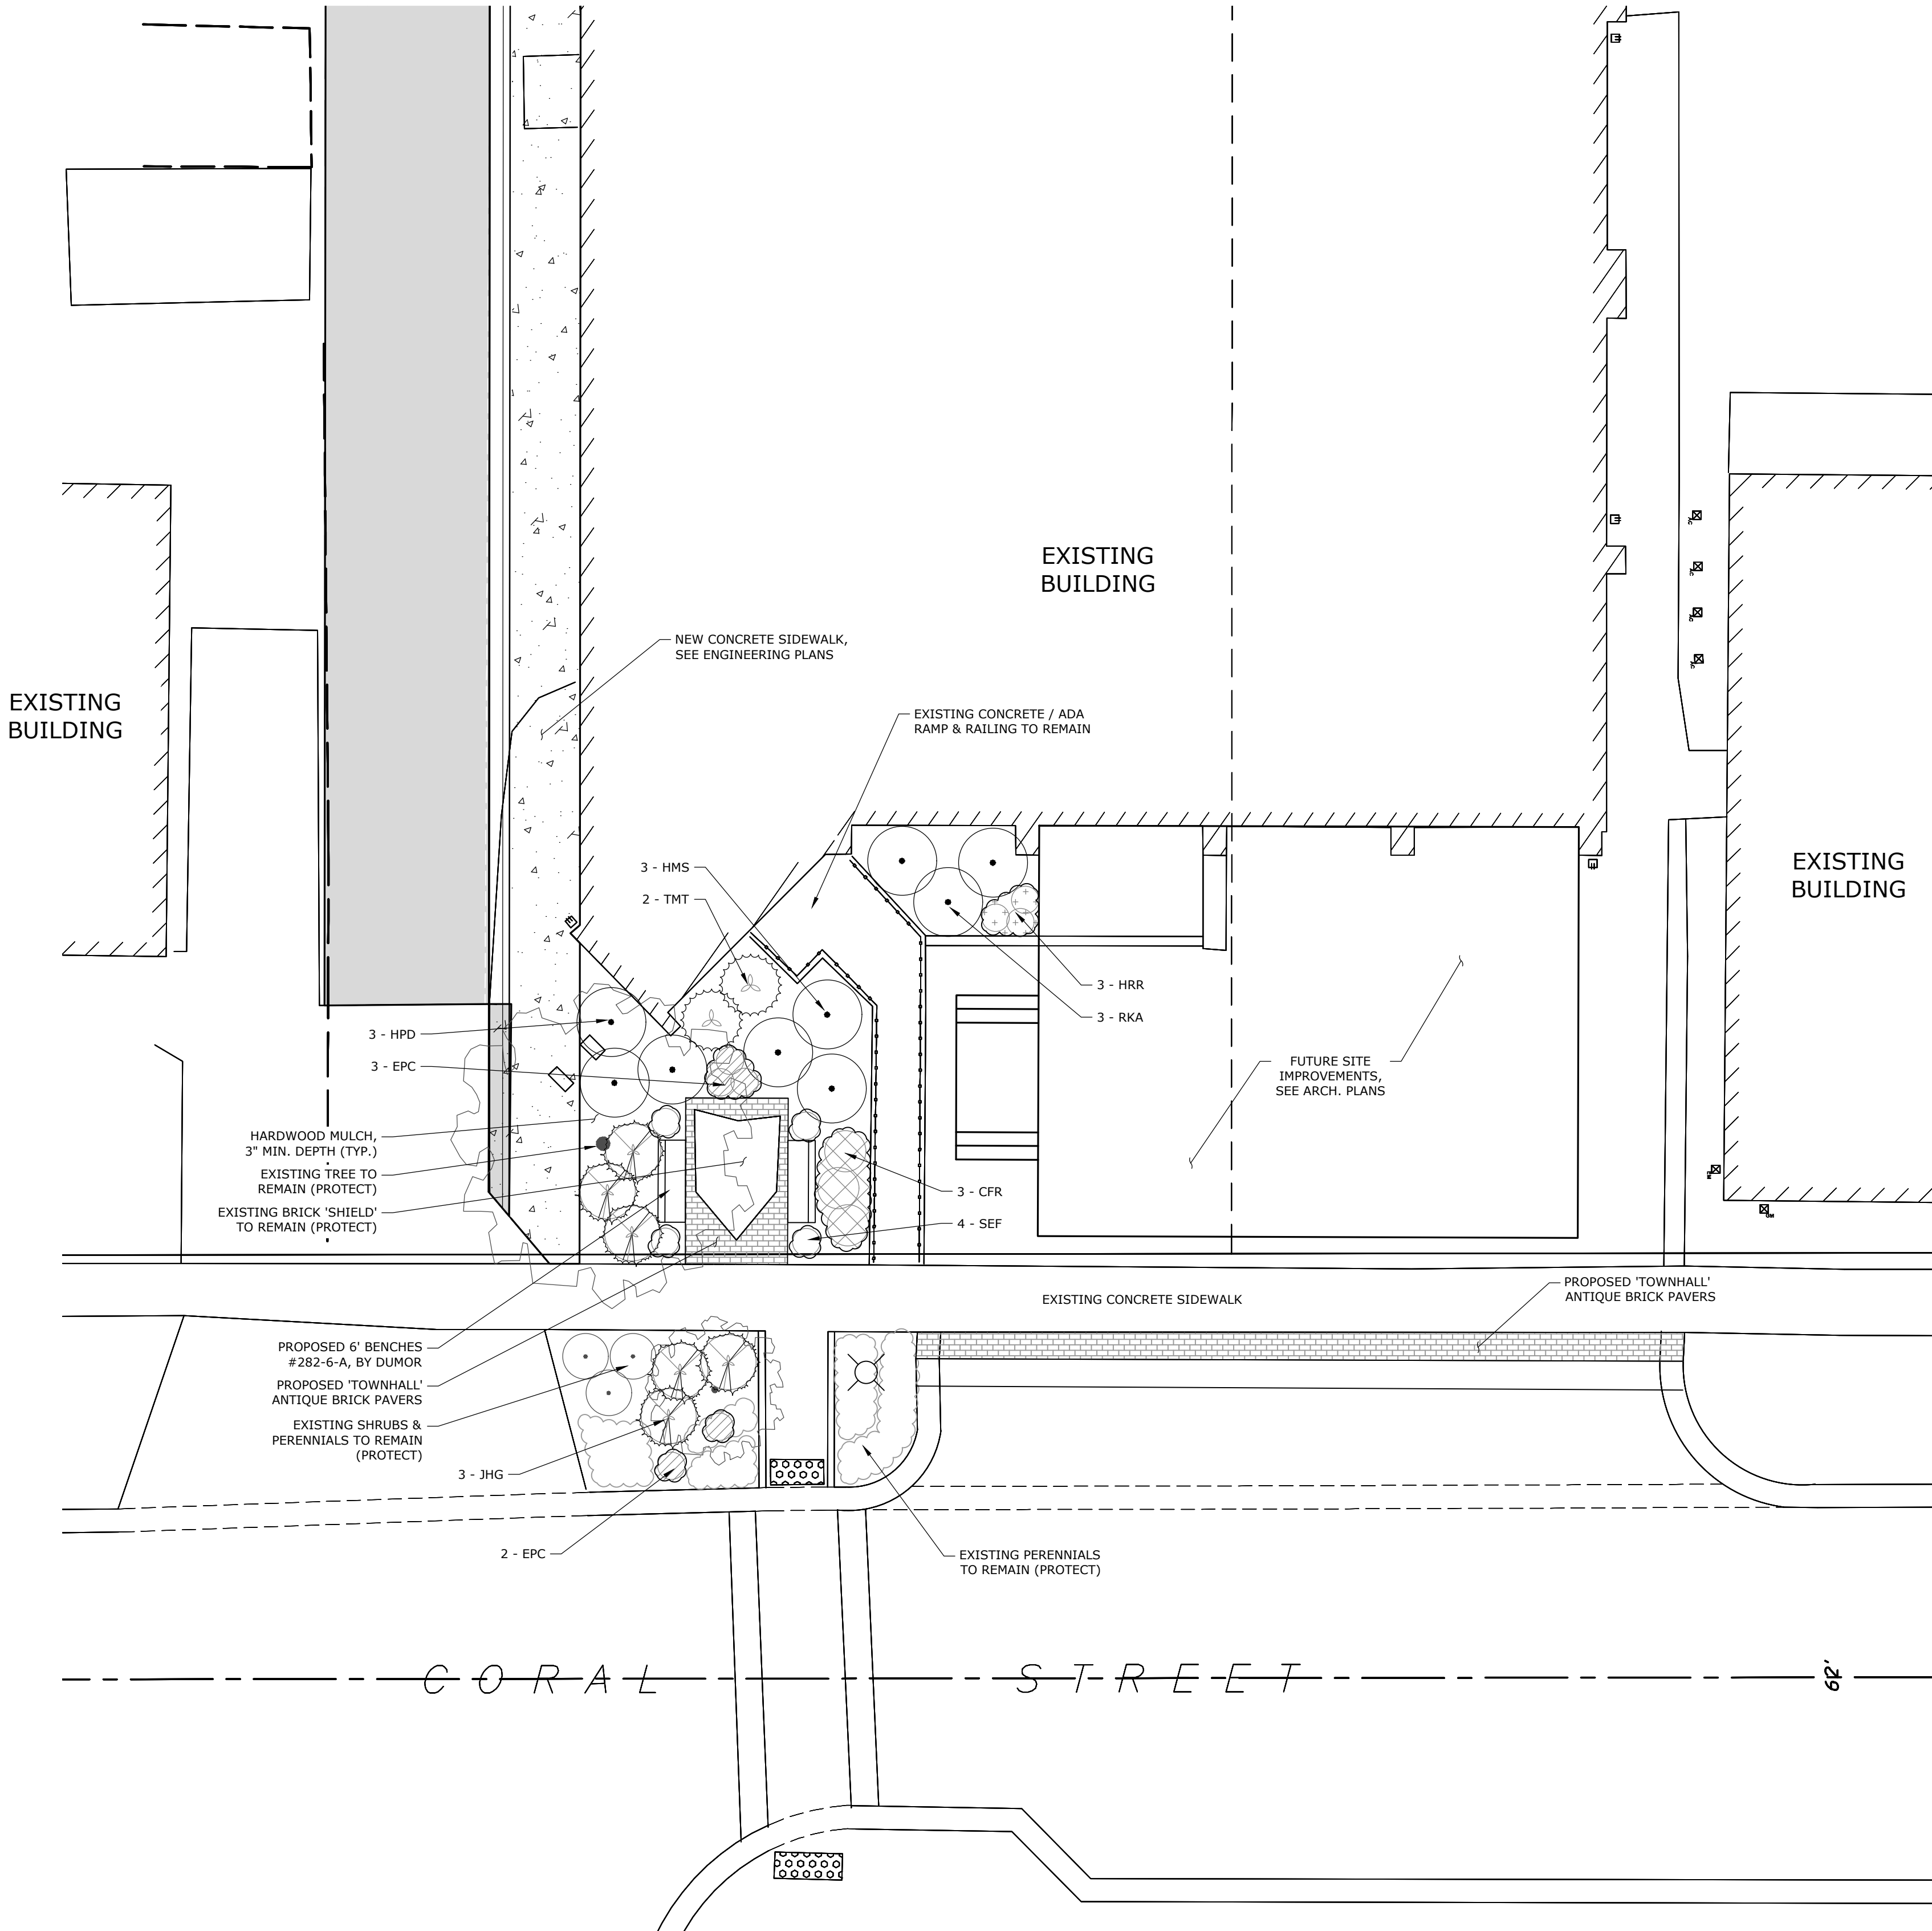 EXISTING
BUILDING
NEW CONCRETE SIDEWALK,
SEE ENGINEERING PLANS
EXISTING
BUILDING
EXISTING CONCRETE / ADA
RAMP & RAILING TO REMAIN
EXISTING
BUILDING
3 - HMS
2 - TMT
3 - HRR
3 - RKA
3 - HPD
3 - EPC
FUTURE SITE
IMPROVEMENTS,
SEE ARCH. PLANS
HARDWOOD MULCH,
3" MIN. DEPTH (TYP.)
EXISTING TREE TO
REMAIN (PROTECT)
EXISTING BRICK 'SHIELD'
TO REMAIN (PROTECT)
3 - CFR
4 - SEF
EXISTING CONCRETE SIDEWALK
PROPOSED 'TOWNHALL'
ANTIQUE BRICK PAVERS
PROPOSED 6' BENCHES
#282-6-A, BY DUMOR
PROPOSED 'TOWNHALL'
ANTIQUE BRICK PAVERS
EXISTING SHRUBS &
PERENNIALS TO REMAIN
(PROTECT)
3 - JHG
2 - EPC
EXISTING PERENNIALS
TO REMAIN (PROTECT)
CORAL STREET
62'